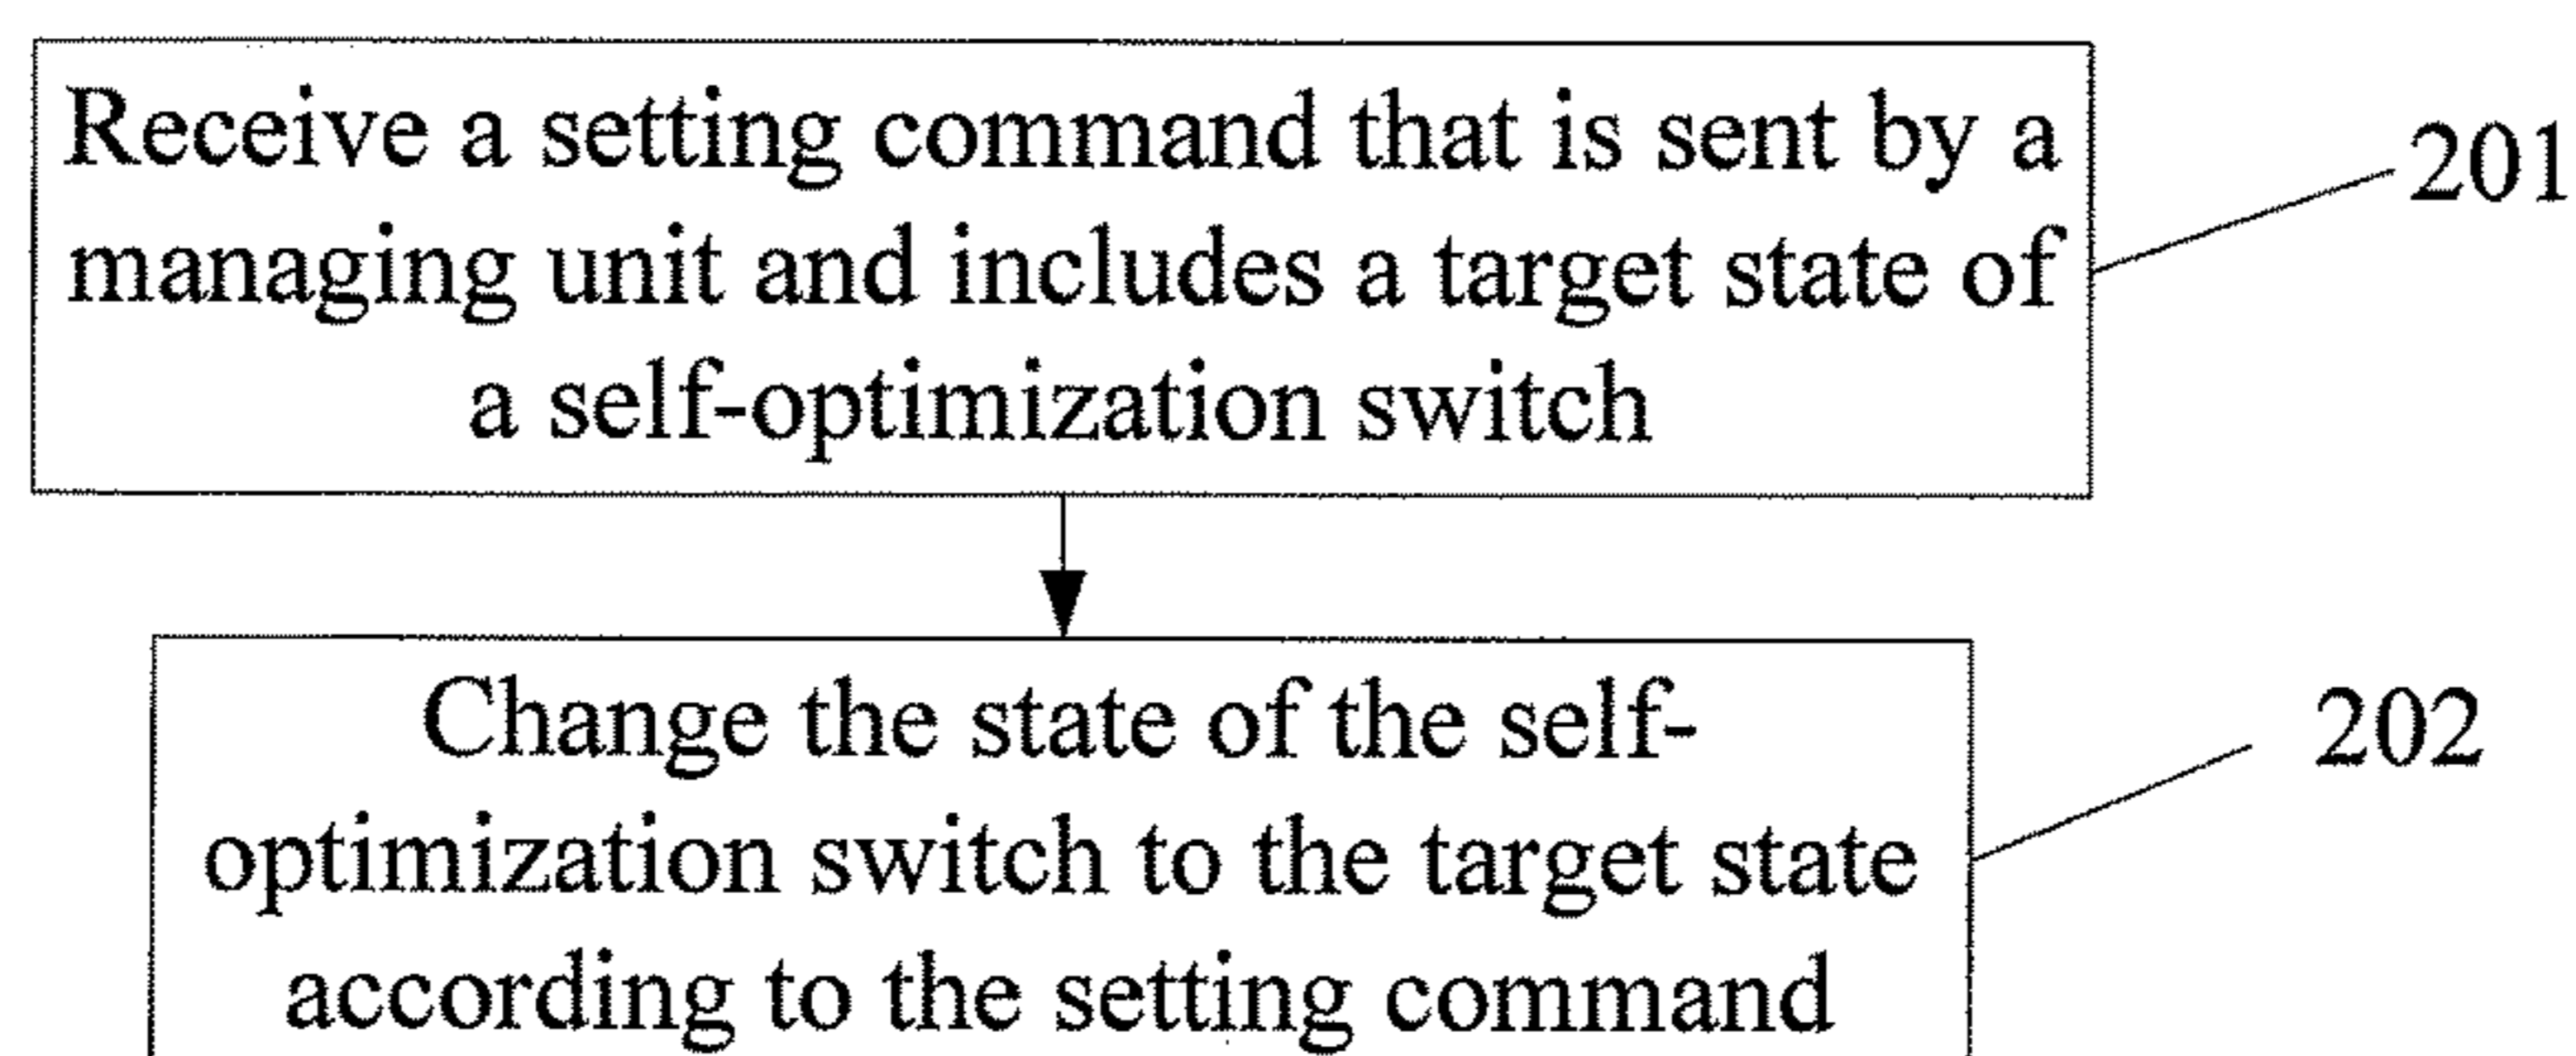 Receive a setting command that is sent by a
managing unit and includes a target state of
a self-optimization switch
201
Change the state of the self-
optimization switch to the target state
according to the setting command
202